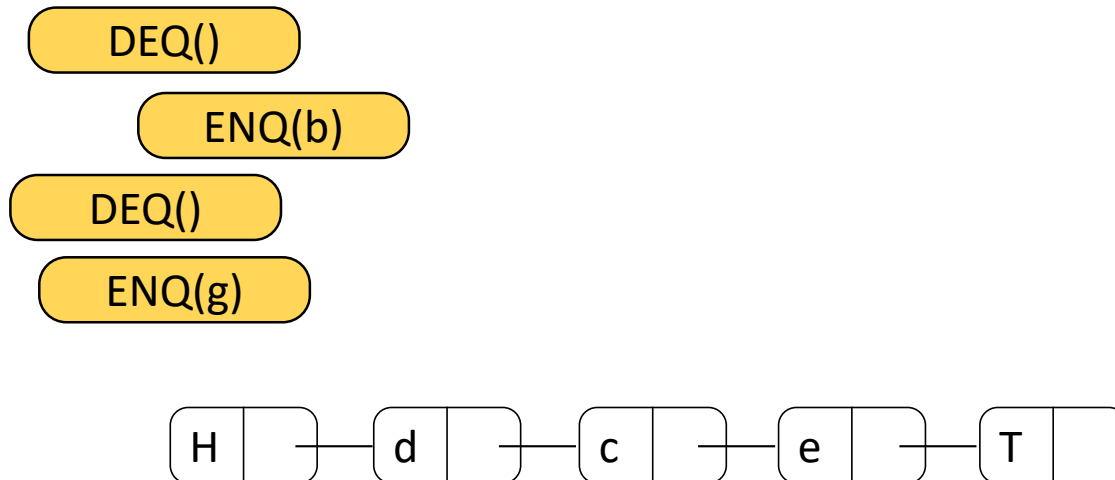 DEQ()
ENQ(b)
DEQ()
ENQ(g)
H d c e T